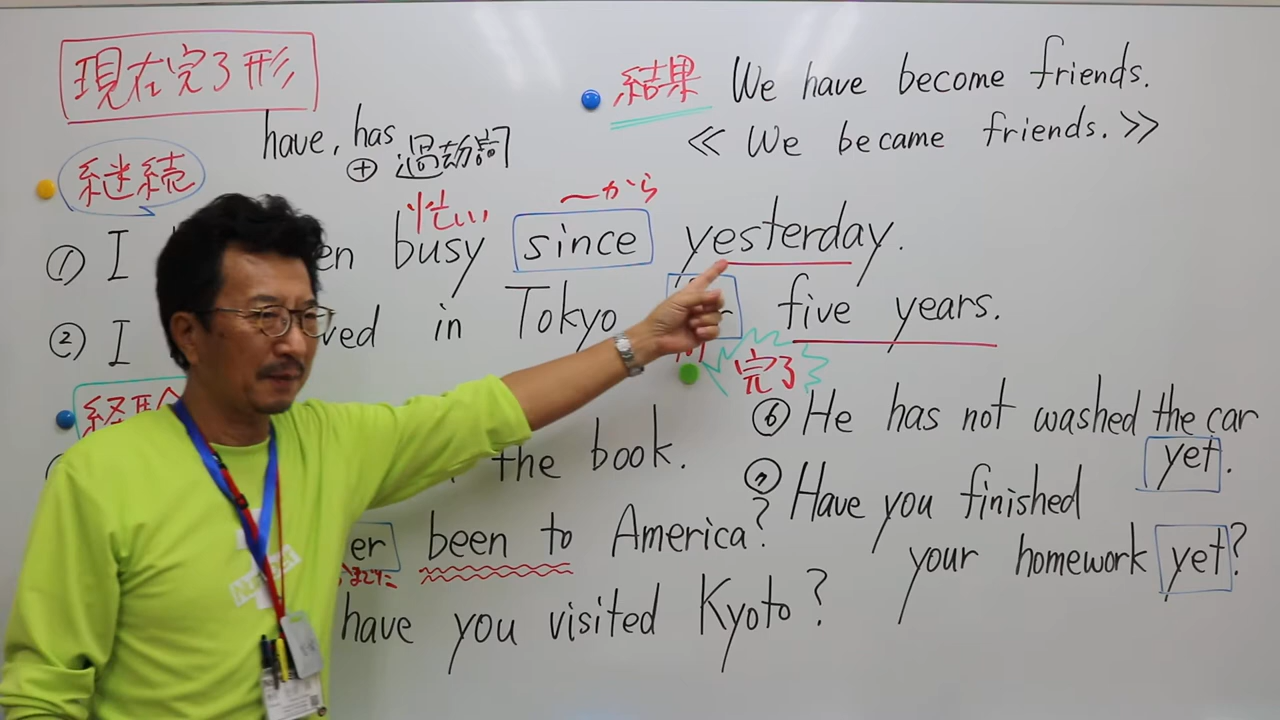 現在完了形
have, has
⊕ 過去分詞
継続
忙しい
~から
① I busy since yesterday.
② I in Tokyo five years.
経験
the book.
been to America?
have you visited Kyoto?
結果 We have become friends.
≪ We became friends. ≫
完了
⑥ He has not washed the car
yet.
⑦ Have you finished
your homework yet?